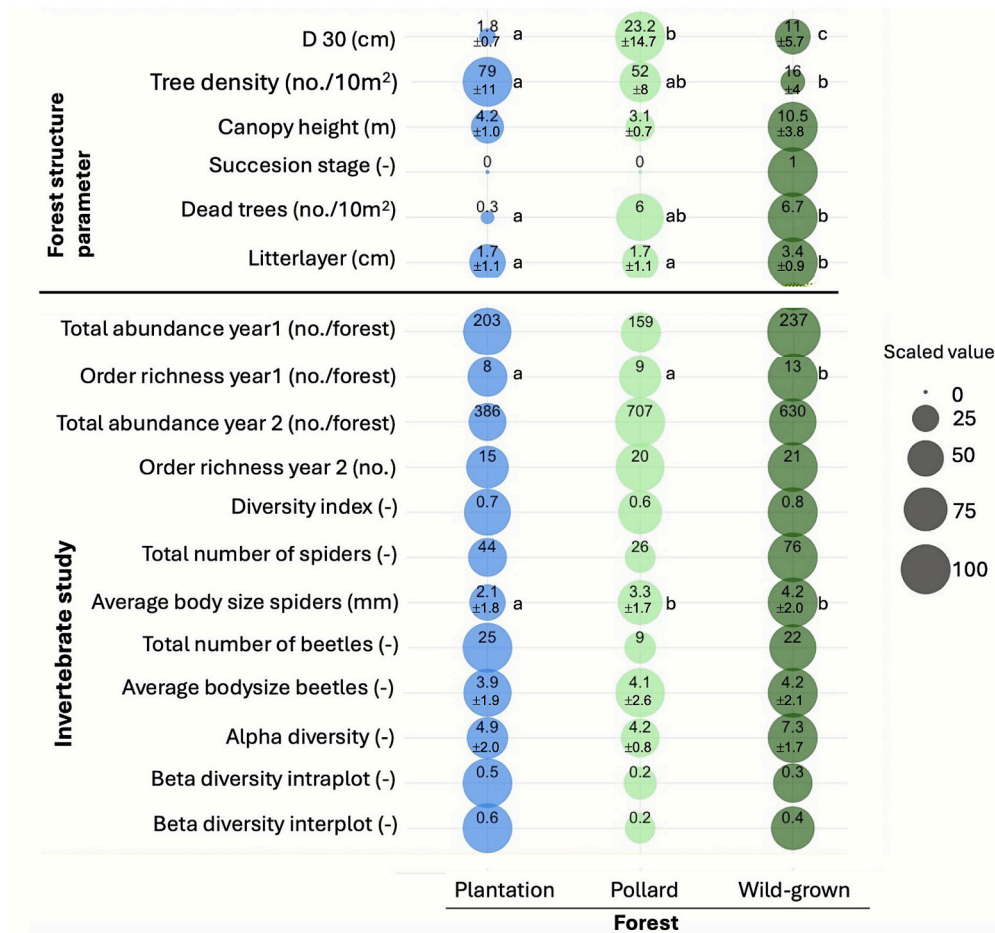 Forest structure
parameter
D 30 (cm) 1.8 ±0.7 a 23.2 ±14.7 b 11 ±5.7 c
Tree density (no./10m²) 79 ±11 a 52 ±8 ab 16 ±4 b
Canopy height (m) 4.2 ±1.0 3.1 ±0.7 10.5 ±3.8
Succesion stage (-) 0 0 1
Dead trees (no./10m²) 0.3 a 6 ab 6.7 b
Litterlayer (cm) 1.7 ±1.1 a 1.7 ±1.1 a 3.4 ±0.9 b
Invertebrate study
Total abundance year1 (no./forest) 203 159 237
Order richness year1 (no./forest) 8 a 9 a 13 b
Total abundance year 2 (no./forest) 386 707 630
Order richness year 2 (no.) 15 20 21
Diversity index (-) 0.7 0.6 0.8
Total number of spiders (-) 44 26 76
Average body size spiders (mm) 2.1 ±1.8 a 3.3 ±1.7 b 4.2 ±2.0 b
Total number of beetles (-) 25 9 22
Average bodysize beetles (-) 3.9 ±1.9 4.1 ±2.6 4.2 ±2.1
Alpha diversity (-) 4.9 ±2.0 4.2 ±0.8 7.3 ±1.7
Beta diversity intraplot (-) 0.5 0.2 0.3
Beta diversity interplot (-) 0.6 0.2 0.4
Plantation Pollard Wild-grown
Forest
Scaled value
0
25
50
75
100